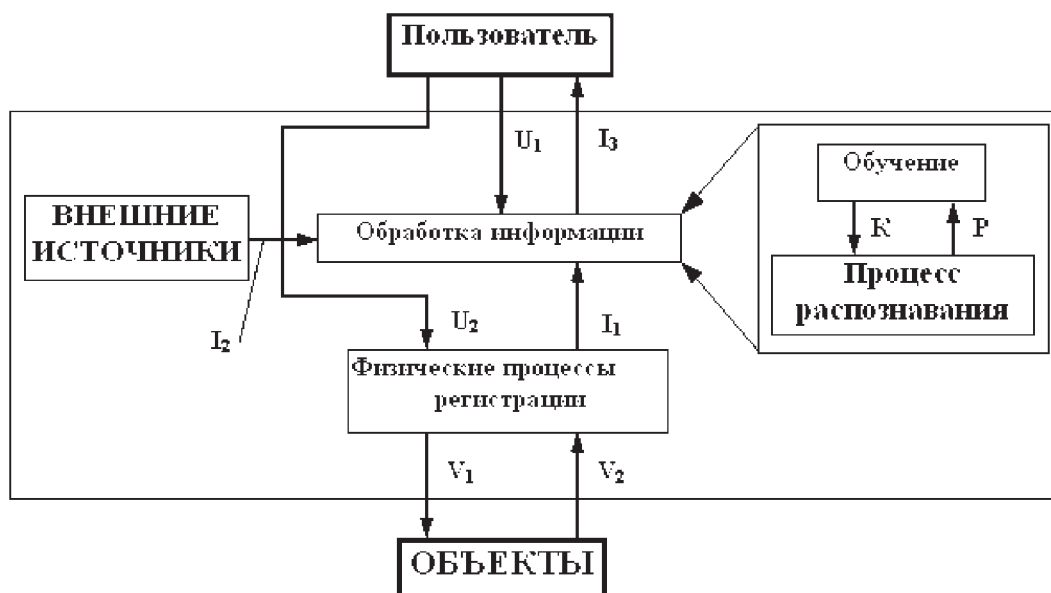 Пользователь
U₁
I₃
Обучение
ВНЕШНИЕ
ИСТОЧНИКИ
Обработка информации
К
Р
Процесс
распознавания
I₂
U₂
I₁
Физические процессы
регистрации
V₁
V₂
ОБЪЕКТЫ